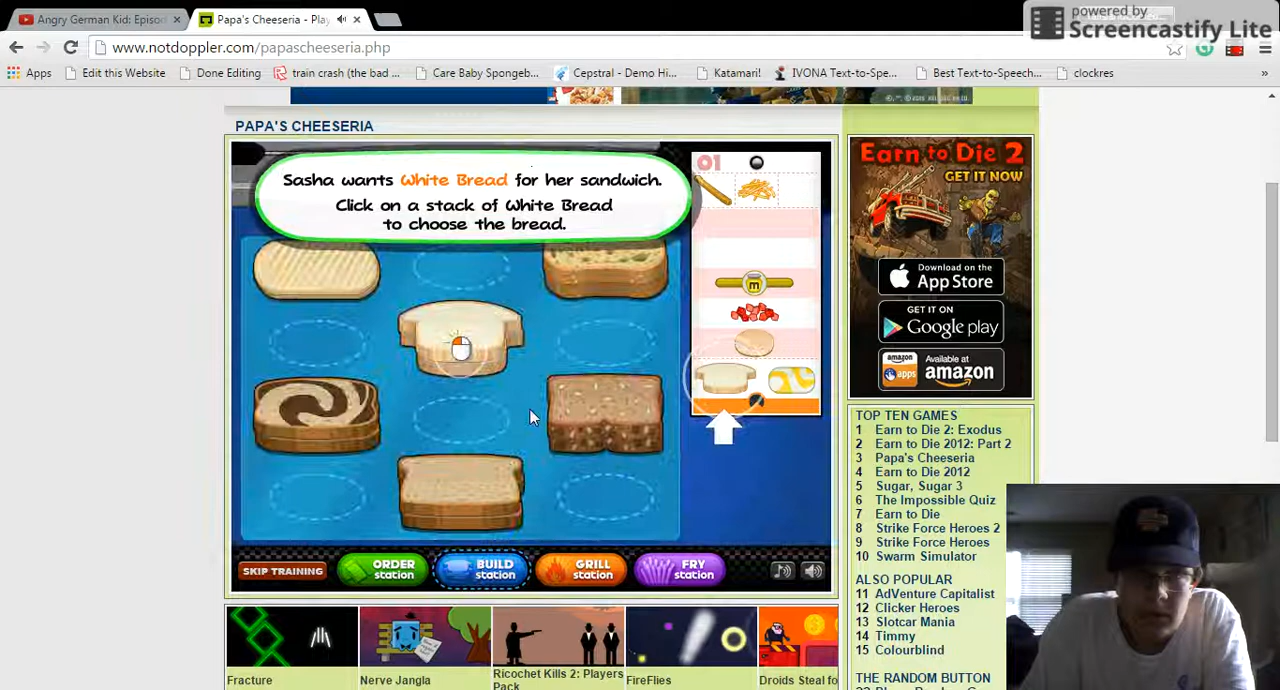 powered by
Screencastify Lite
Angry German Kid: Episod
Papa's Cheeseria - Play
www.notdoppler.com/papascheeseria.php
Apps
Edit this Website
Done Editing
train crash (the bad ...
Care Baby Spongeb...
Cepstral - Demo Hi...
Katamari!
IVONA Text-to-Spe...
Best Text-to-Speech...
clockres
»
PAPA'S CHEESERIA
Sasha wants White Bread for her sandwich.
Click on a stack of White Bread
to choose the bread.
01
m
SKIP TRAINING
ORDER
station
BUILD
station
GRILL
station
FRY
station
Earn to Die 2
GET IT NOW
Download on the
App Store
GET IT ON
Google play
amazon
apps
Available at
amazon
TOP TEN GAMES
1 Earn to Die 2: Exodus
2 Earn to Die 2012: Part 2
3 Papa's Cheeseria
4 Earn to Die 2012
5 Sugar, Sugar 3
6 The Impossible Quiz
7 Earn to Die
8 Strike Force Heroes 2
9 Strike Force Heroes
10 Swarm Simulator
ALSO POPULAR
11 AdVenture Capitalist
12 Clicker Heroes
13 Slotcar Mania
14 Timmy
15 Colourblind
THE RANDOM BUTTON
Fracture
Nerve Jangla
Ricochet Kills 2: Players
Pack
FireFlies
Droids Steal fo